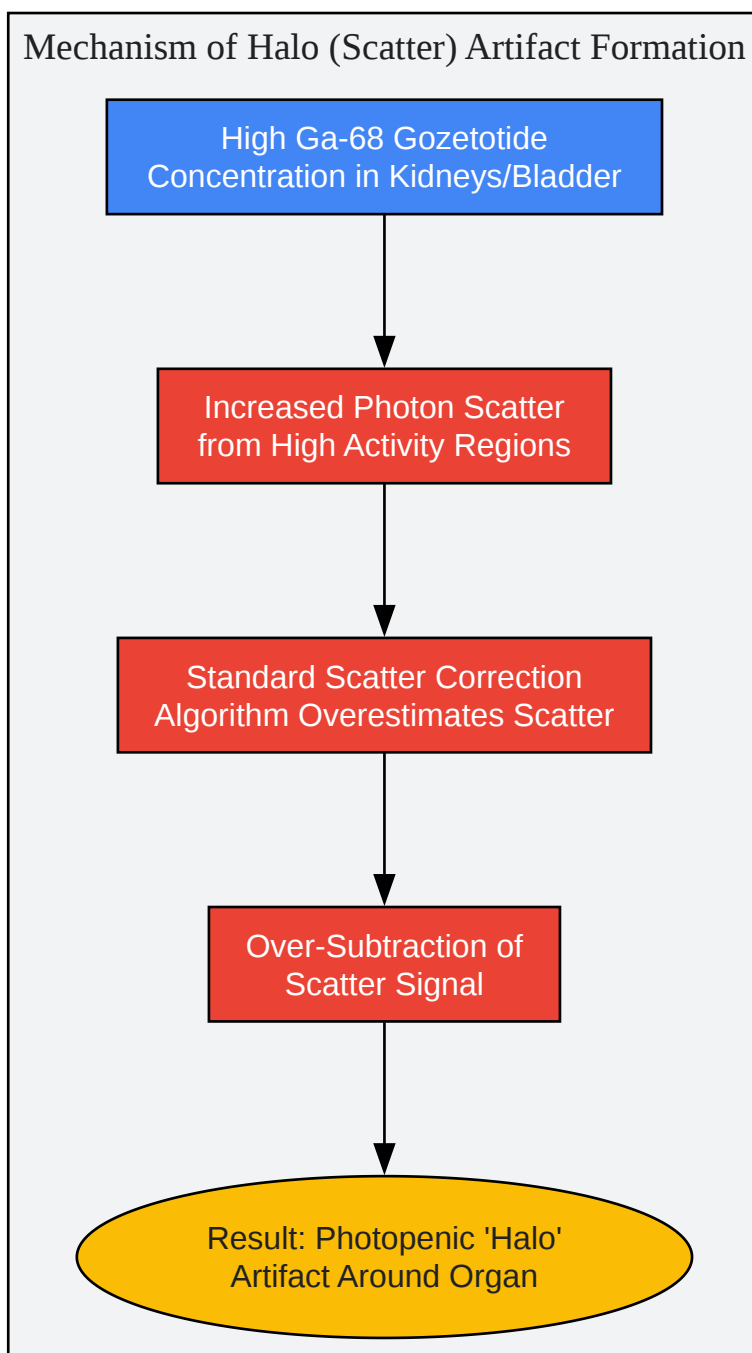 Mechanism of Halo (Scatter) Artifact Formation
High Ga-68 Gozetotide
Concentration in Kidneys/Bladder
Increased Photon Scatter
from High Activity Regions
Standard Scatter Correction
Algorithm Overestimates Scatter
Over-Subtraction of
Scatter Signal
Result: Photopenic 'Halo'
Artifact Around Organ